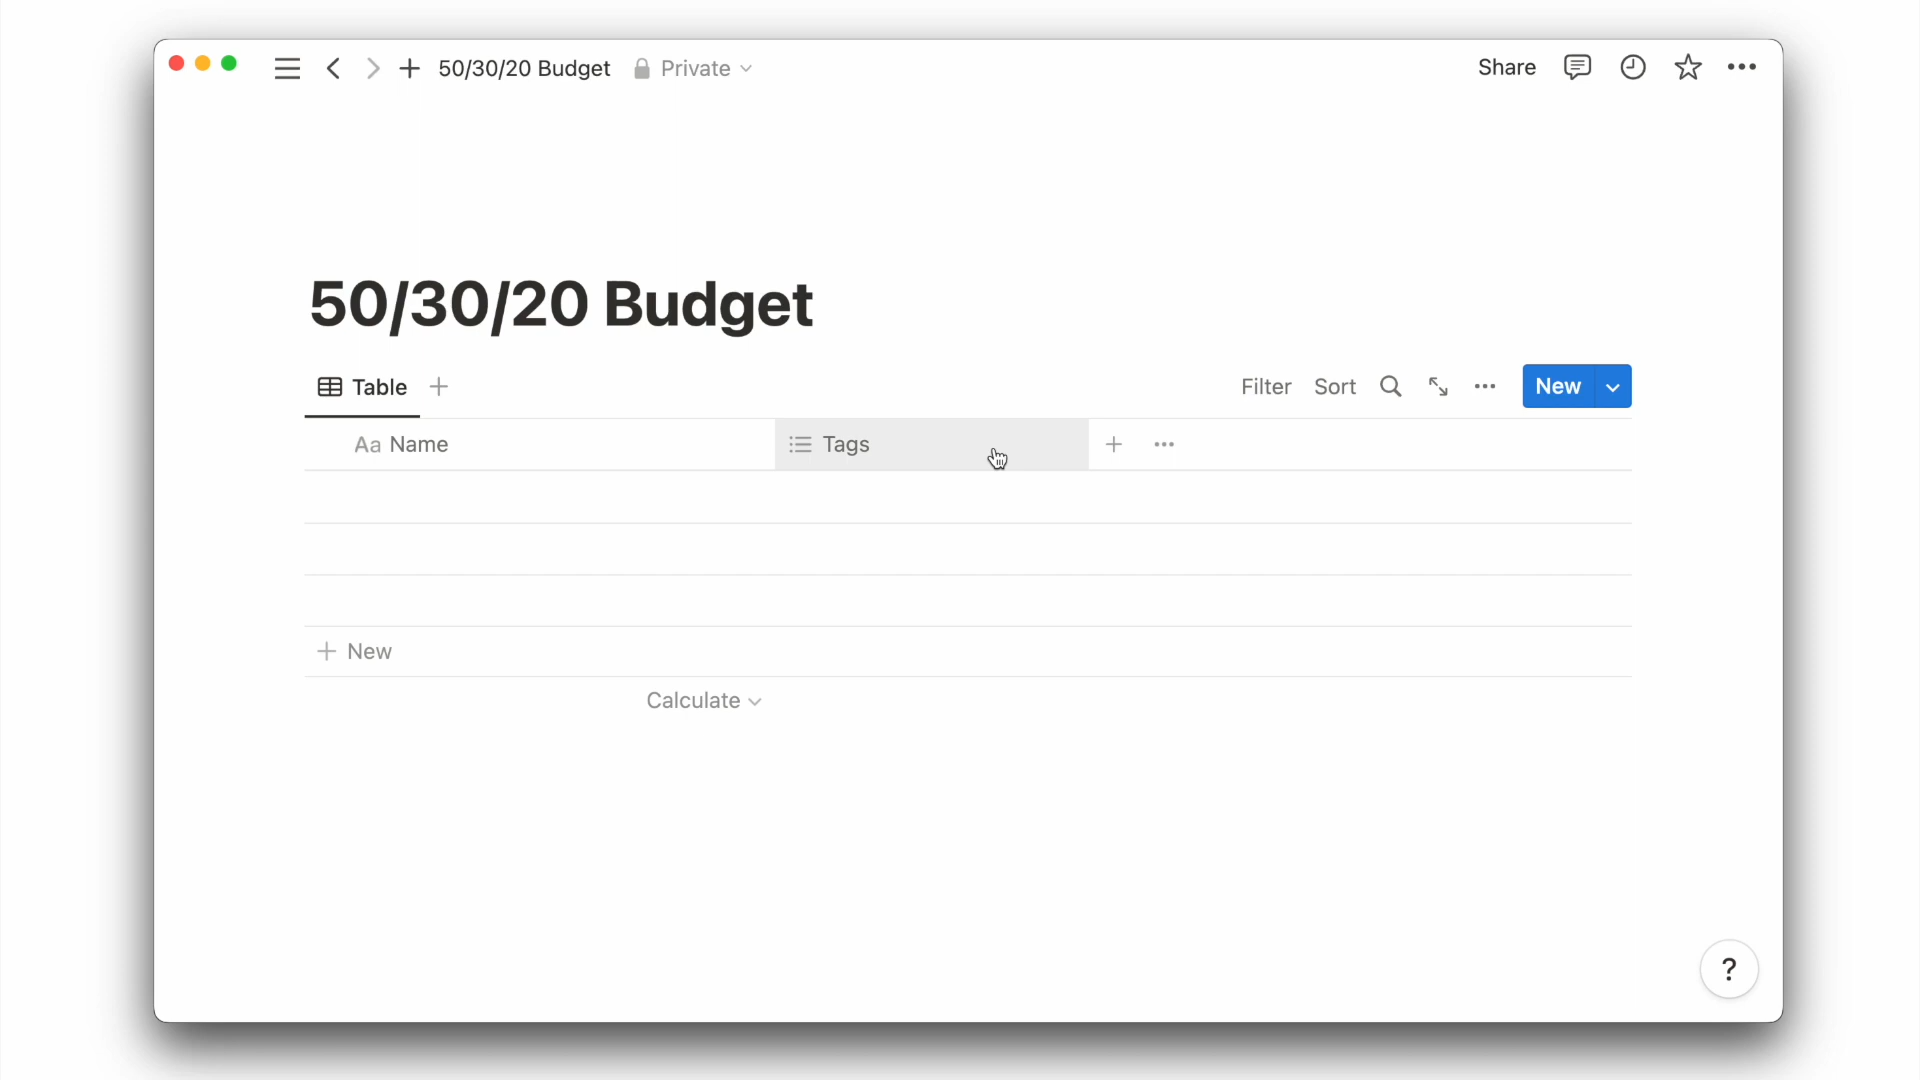 50/30/20 Budget Private
Share
50/30/20 Budget
Table
Filter Sort New
Aa Name Tags
New
Calculate
?